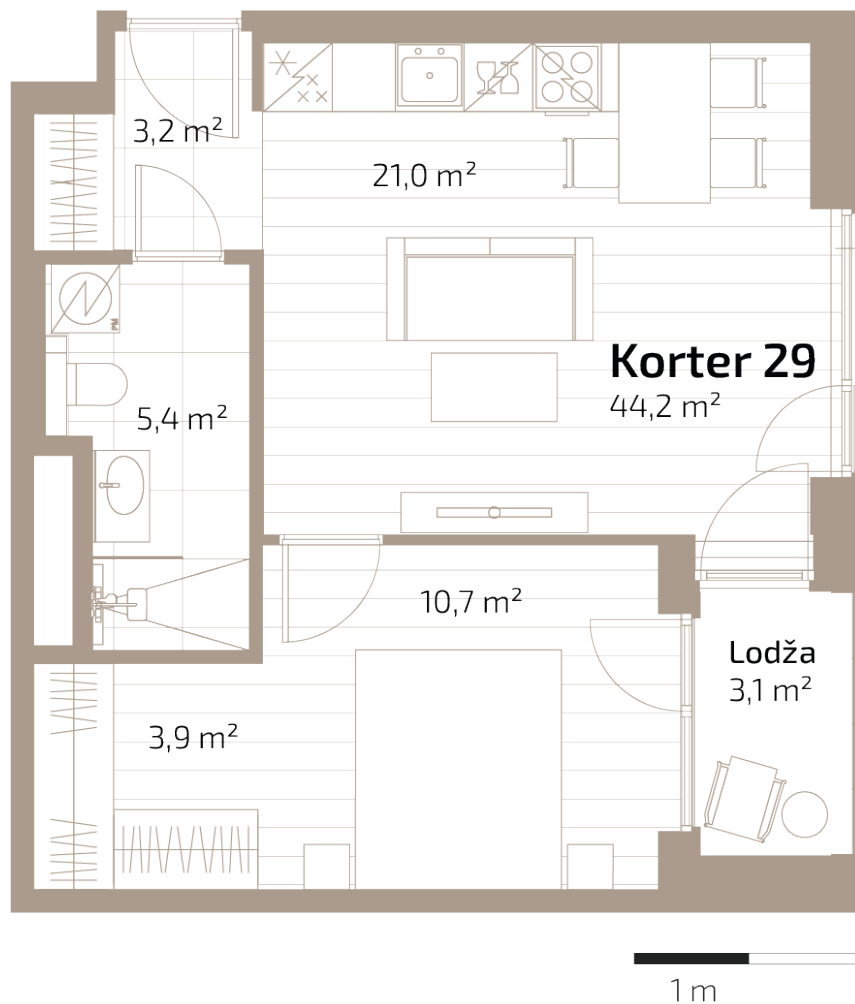 3,2 m²
21,0 m²
Korter 29
44,2 m²
5,4 m²
10,7 m²
Lodža
3,1 m²
3,9 m²
PM
1 m